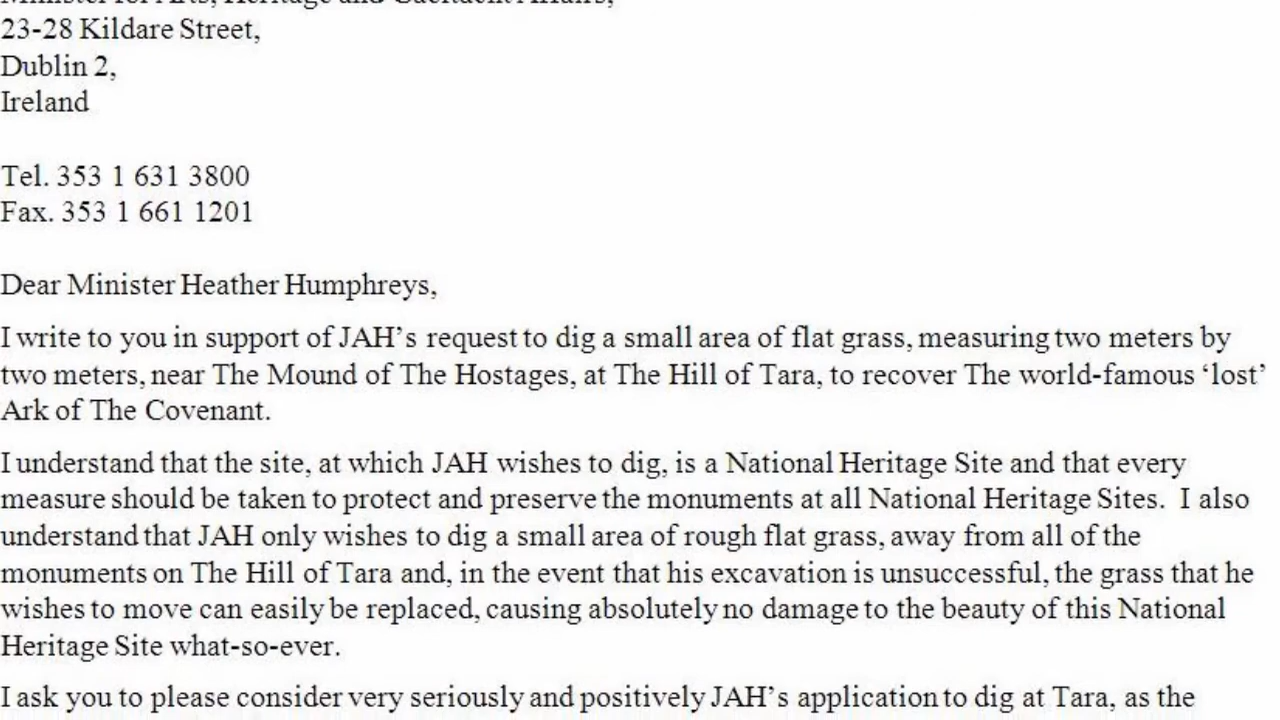 Minister for Arts, Heritage and Gaeltacht Affairs,
23-28 Kildare Street,
Dublin 2,
Ireland
Tel. 353 1 631 3800
Fax. 353 1 661 1201
Dear Minister Heather Humphreys,
I write to you in support of JAH’s request to dig a small area of flat grass, measuring two meters by
two meters, near The Mound of The Hostages, at The Hill of Tara, to recover The world-famous ‘lost’
Ark of The Covenant.
I understand that the site, at which JAH wishes to dig, is a National Heritage Site and that every
measure should be taken to protect and preserve the monuments at all National Heritage Sites.  I also
understand that JAH only wishes to dig a small area of rough flat grass, away from all of the
monuments on The Hill of Tara and, in the event that his excavation is unsuccessful, the grass that he
wishes to move can easily be replaced, causing absolutely no damage to the beauty of this National
Heritage Site what-so-ever.
I ask you to please consider very seriously and positively JAH’s application to dig at Tara, as the